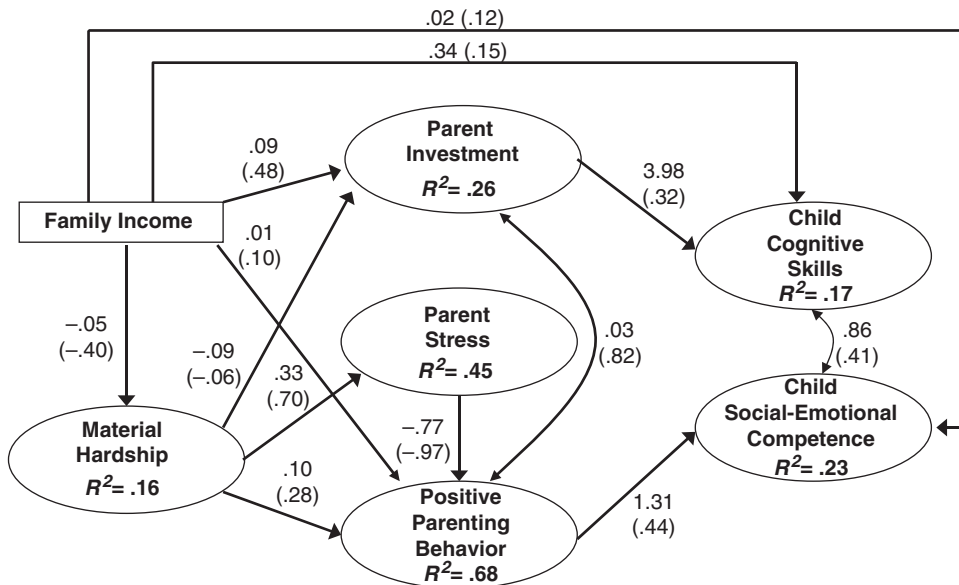 .02 (.12)
.34 (.15)
Parent
Investment
R²= .26
.09
(.48)
3.98
(.32)
Family Income
.01
(.10)
Child
Cognitive
Skills
R²= .17
–.05
(–.40)
Parent
Stress
R²= .45
–.09
(–.06)
.33
(.70)
.03
(.82)
.86
(.41)
Material
Hardship
R²= .16
–.77
(–.97)
Child
Social-Emotional
Competence
R²= .23
.10
(.28)
Positive
Parenting
Behavior
R²= .68
1.31
(.44)